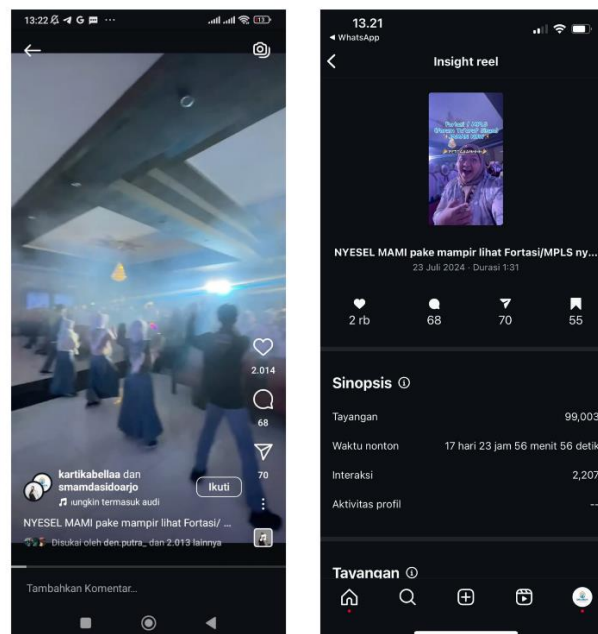 13:22
G
13
2.014
68
70
kartikabellaa dan
smamdasidoarjo
Ikuti
ungkin termasuk audi
NYESEL MAMI pake mampir lihat Fortasi/ ...
Disukai oleh den.putra_ dan 2.013 lainnya
Tambahkan Komentar...
13.21
WhatsApp
Insight reel
Fortasi / MPLS
NYESEL MAMI pake mampir lihat Fortasi/MPLS ny...
23 Juli 2024 · Durasi 1:31
2 rb
68
70
55
Sinopsis
Tayangan 99,003
Waktu nonton 17 hari 23 jam 56 menit 56 detik
Interaksi 2,207
Aktivitas profil --
Tayangan